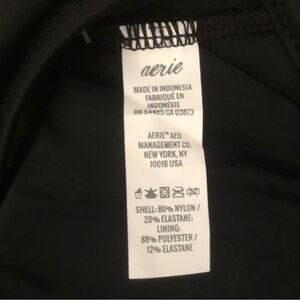 aerie
MADE IN INDONESIA
FABRIQUÉ EN
INDONÉSIE
RN 54485 CA 03873
AERIE™ AEO
MANAGEMENT CO.
NEW YORK, NY
10016 USA
SHELL: 80% NYLON /
20% ELASTANE:
LINING:
88% POLYESTER /
12% ELASTANE